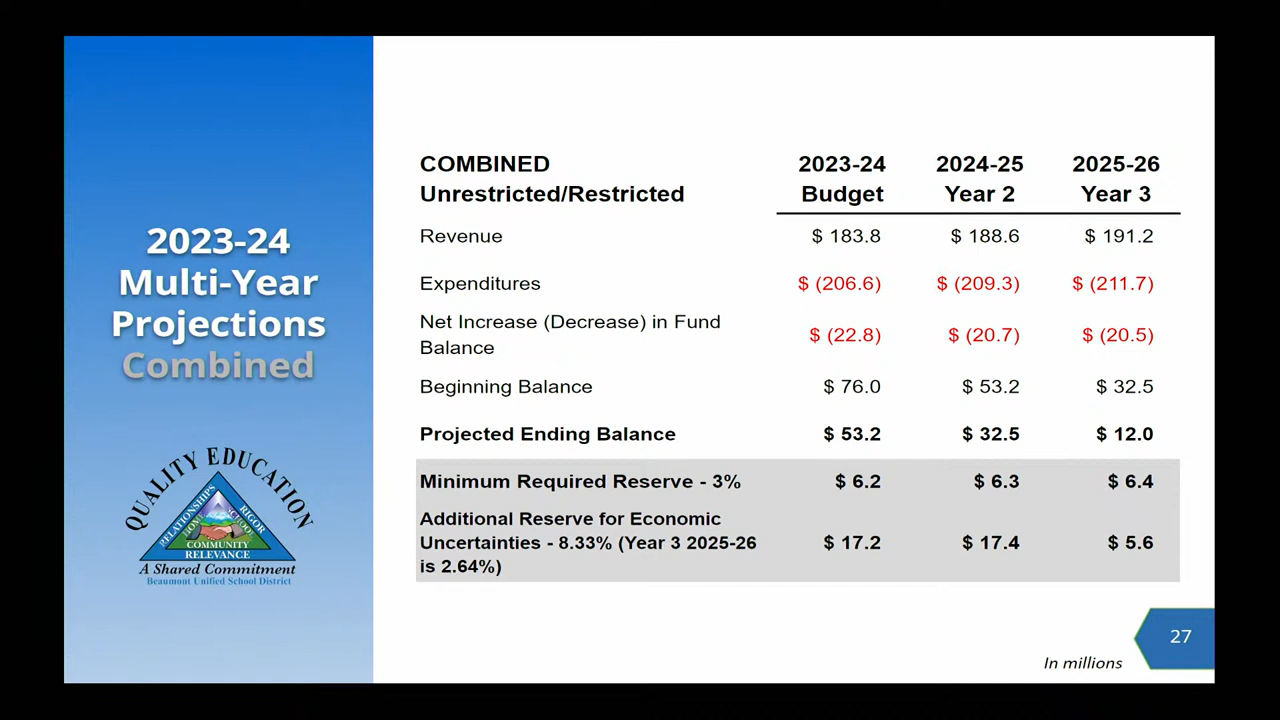 2023-24
Multi-Year
Projections
Combined
QUALITY EDUCATION
RELATIONSHIPS
RIGOR
HOME
SCHOOL
COMMUNITY
RELEVANCE
A Shared Commitment
Beaumont Unified School District
COMBINED
Unrestricted/Restricted
2023-24
Budget
2024-25
Year 2
2025-26
Year 3
Revenue $ 183.8 $ 188.6 $ 191.2
Expenditures $ (206.6) $ (209.3) $ (211.7)
Net Increase (Decrease) in Fund
Balance $ (22.8) $ (20.7) $ (20.5)
Beginning Balance $ 76.0 $ 53.2 $ 32.5
Projected Ending Balance $ 53.2 $ 32.5 $ 12.0
Minimum Required Reserve - 3% $ 6.2 $ 6.3 $ 6.4
Additional Reserve for Economic
Uncertainties - 8.33% (Year 3 2025-26 $ 17.2 $ 17.4 $ 5.6
is 2.64%)
27
In millions